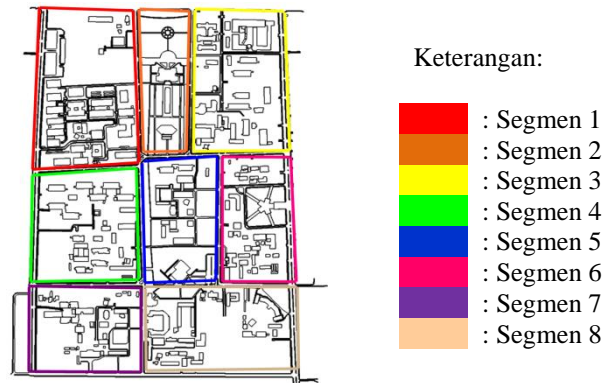 Keterangan:
: Segmen 1
: Segmen 2
: Segmen 3
: Segmen 4
: Segmen 5
: Segmen 6
: Segmen 7
: Segmen 8